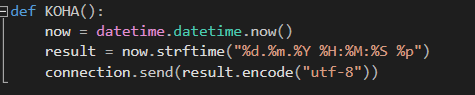 def KOHA():
    now = datetime.datetime.now()
    result = now.strftime("%d.%m.%Y %H:%M:%S %p")
    connection.send(result.encode("utf-8"))